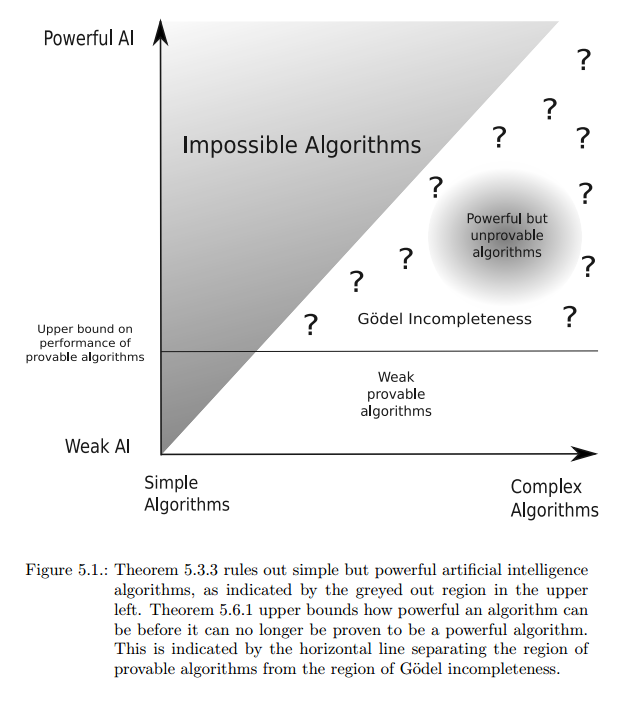 Powerful AI
?
?
?
?
Impossible Algorithms
?
?
Powerful but
unprovable
algorithms
?
?
?
?
Gödel Incompleteness
?
Upper bound on
performance of
provable algorithms
Weak
provable
algorithms
Weak AI
Simple
Algorithms
Complex
Algorithms
Figure 5.1.: Theorem 5.3.3 rules out simple but powerful artificial intelligence
algorithms, as indicated by the greyed out region in the upper
left. Theorem 5.6.1 upper bounds how powerful an algorithm can
be before it can no longer be proven to be a powerful algorithm.
This is indicated by the horizontal line separating the region of
provable algorithms from the region of Gödel incompleteness.